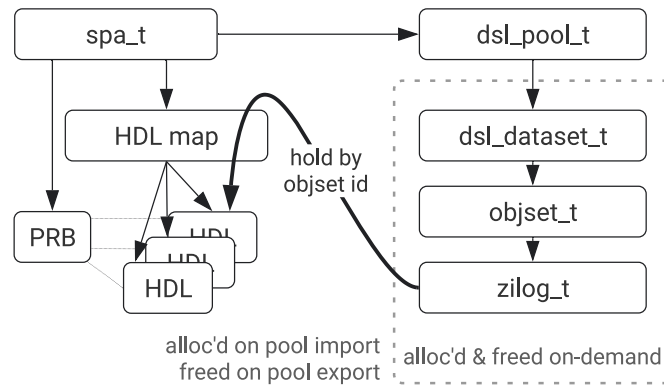 spa_t
dsl_pool_t
HDL map
dsl_dataset_t
hold by
objset id
objset_t
PRB
HDL
HDL
HDL
zilog_t
alloc'd on pool import
freed on pool export
alloc'd & freed on-demand